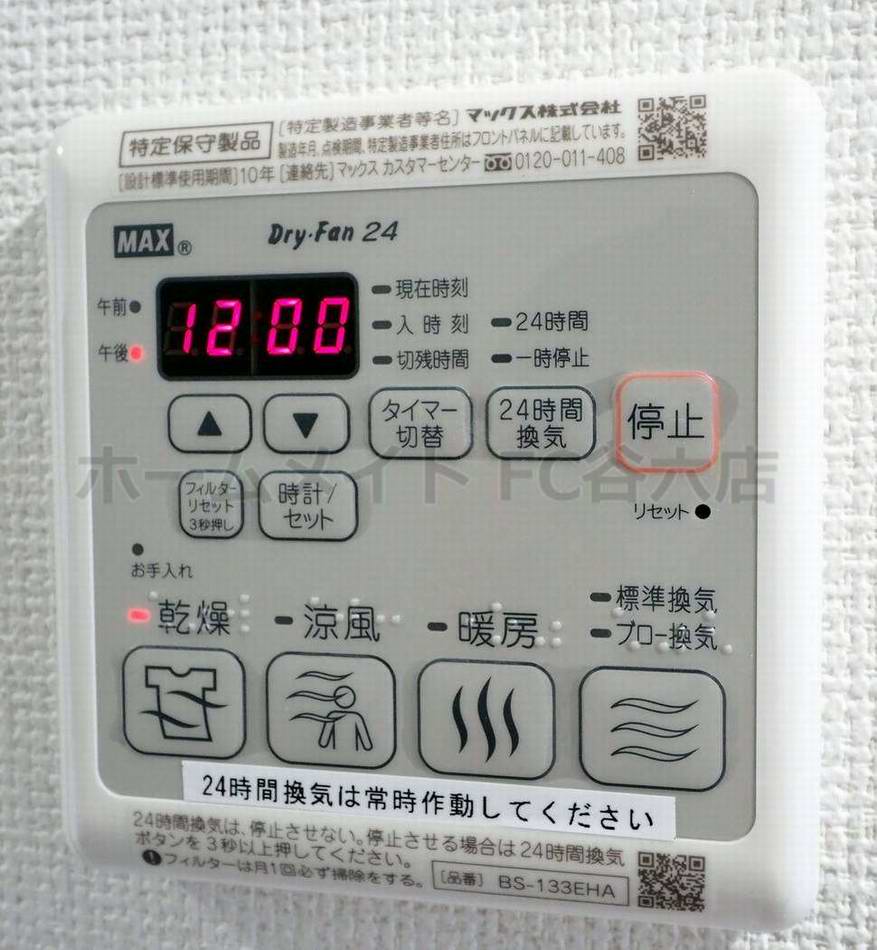 特定保守製品
[特定製造事業者等名] マックス株式会社
製造年月、点検期間、特定製造事業者住所はフロントパネルに記載しています。
[設計標準使用期間]10年 [連絡先]マックス カスタマーセンター 0120-011-408
MAX® Dry・Fan 24
午前
午後
12 00
現在時刻
入時刻
切残時間
24時間
一時停止
▲
▼
タイマー
切替
24時間
換気
停止
フィルター
リセット
3秒押し
時計/
セット
リセット
ホームメイトFC谷六店
お手入れ
乾燥
涼風
暖房
標準換気
ブロー換気
24時間換気は常時作動してください
24時間換気は、停止させない。停止させる場合は24時間換気
ボタンを3秒以上押してください。
❶フィルターは月1回必ず掃除をする。
[品番] BS-133EHA